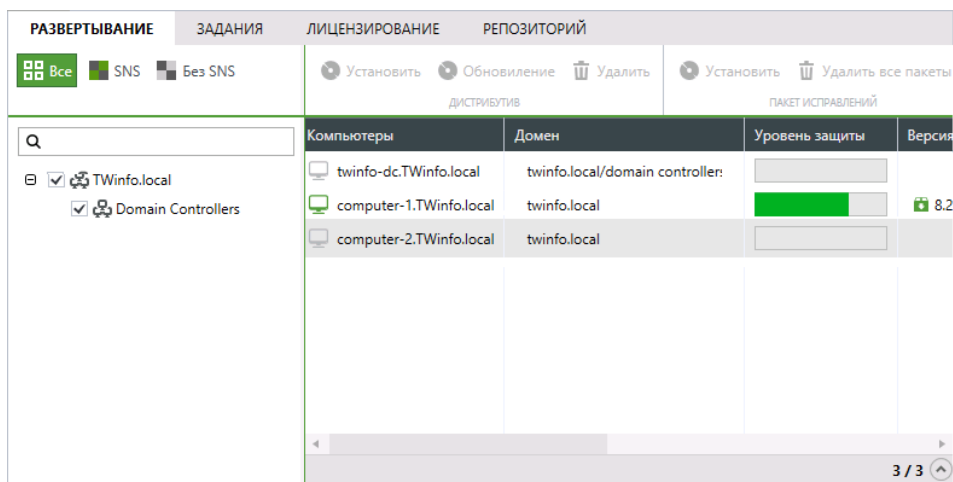 РАЗВЕРТЫВАНИЕ ЗАДАНИЯ ЛИЦЕНЗИРОВАНИЕ РЕПОЗИТОРИЙ
Все SNS Без SNS Установить Обновиление Удалить Установить Удалить все пакеты
ДИСТРИБУТИВ ПАКЕТ ИСПРАВЛЕНИЙ
Компьютеры Домен Уровень защиты Версия
twinfo-dc.TWinfo.local twinfo.local/domain controllers
TWinfo.local
computer-1.TWinfo.local twinfo.local 8.2
Domain Controllers
computer-2.TWinfo.local twinfo.local
3 / 3